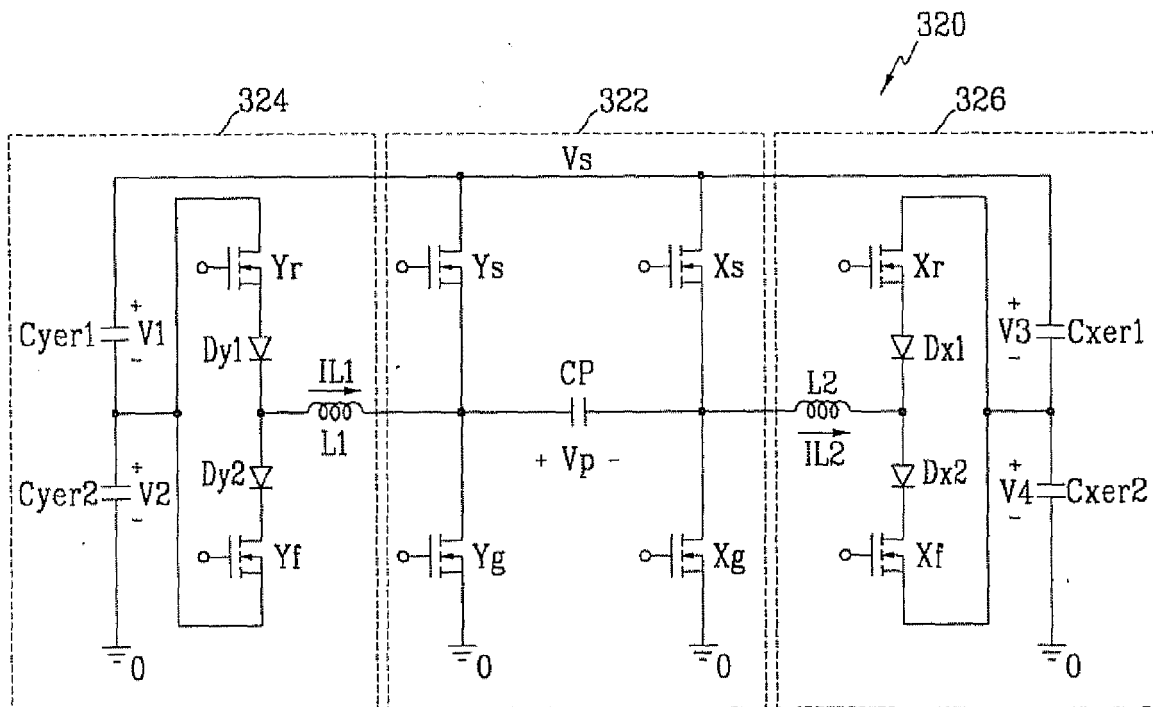 320
324
322
326
Vs
Yr
Ys
Xs
Xr
+
Cyer1
V1
-
Dy1
IL1
L1
CP
+ Vp -
L2
IL2
Dx1
+
V3
-
Cxer1
Dy2
Dx2
+
Cyer2
V2
-
+
V4
-
Cxer2
Yf
Yg
Xg
Xf
0
0
0
0